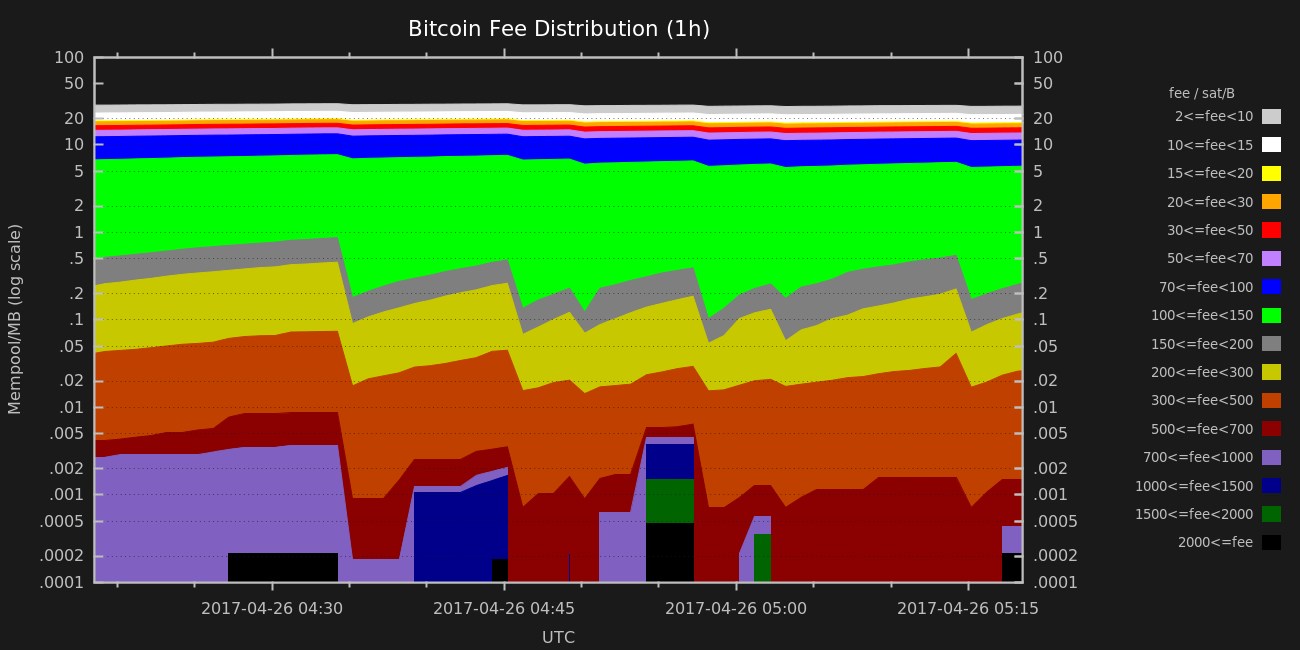 Bitcoin Fee Distribution (1h)
Mempool/MB (log scale)
100
50
20
10
5
2
1
.5
.2
.1
.05
.02
.01
.005
.002
.001
.0005
.0002
.0001
100
50
20
10
5
2
1
.5
.2
.1
.05
.02
.01
.005
.002
.001
.0005
.0002
.0001
2017-04-26 04:30
2017-04-26 04:45
2017-04-26 05:00
2017-04-26 05:15
UTC
fee / sat/B
2<=fee<10
10<=fee<15
15<=fee<20
20<=fee<30
30<=fee<50
50<=fee<70
70<=fee<100
100<=fee<150
150<=fee<200
200<=fee<300
300<=fee<500
500<=fee<700
700<=fee<1000
1000<=fee<1500
1500<=fee<2000
2000<=fee